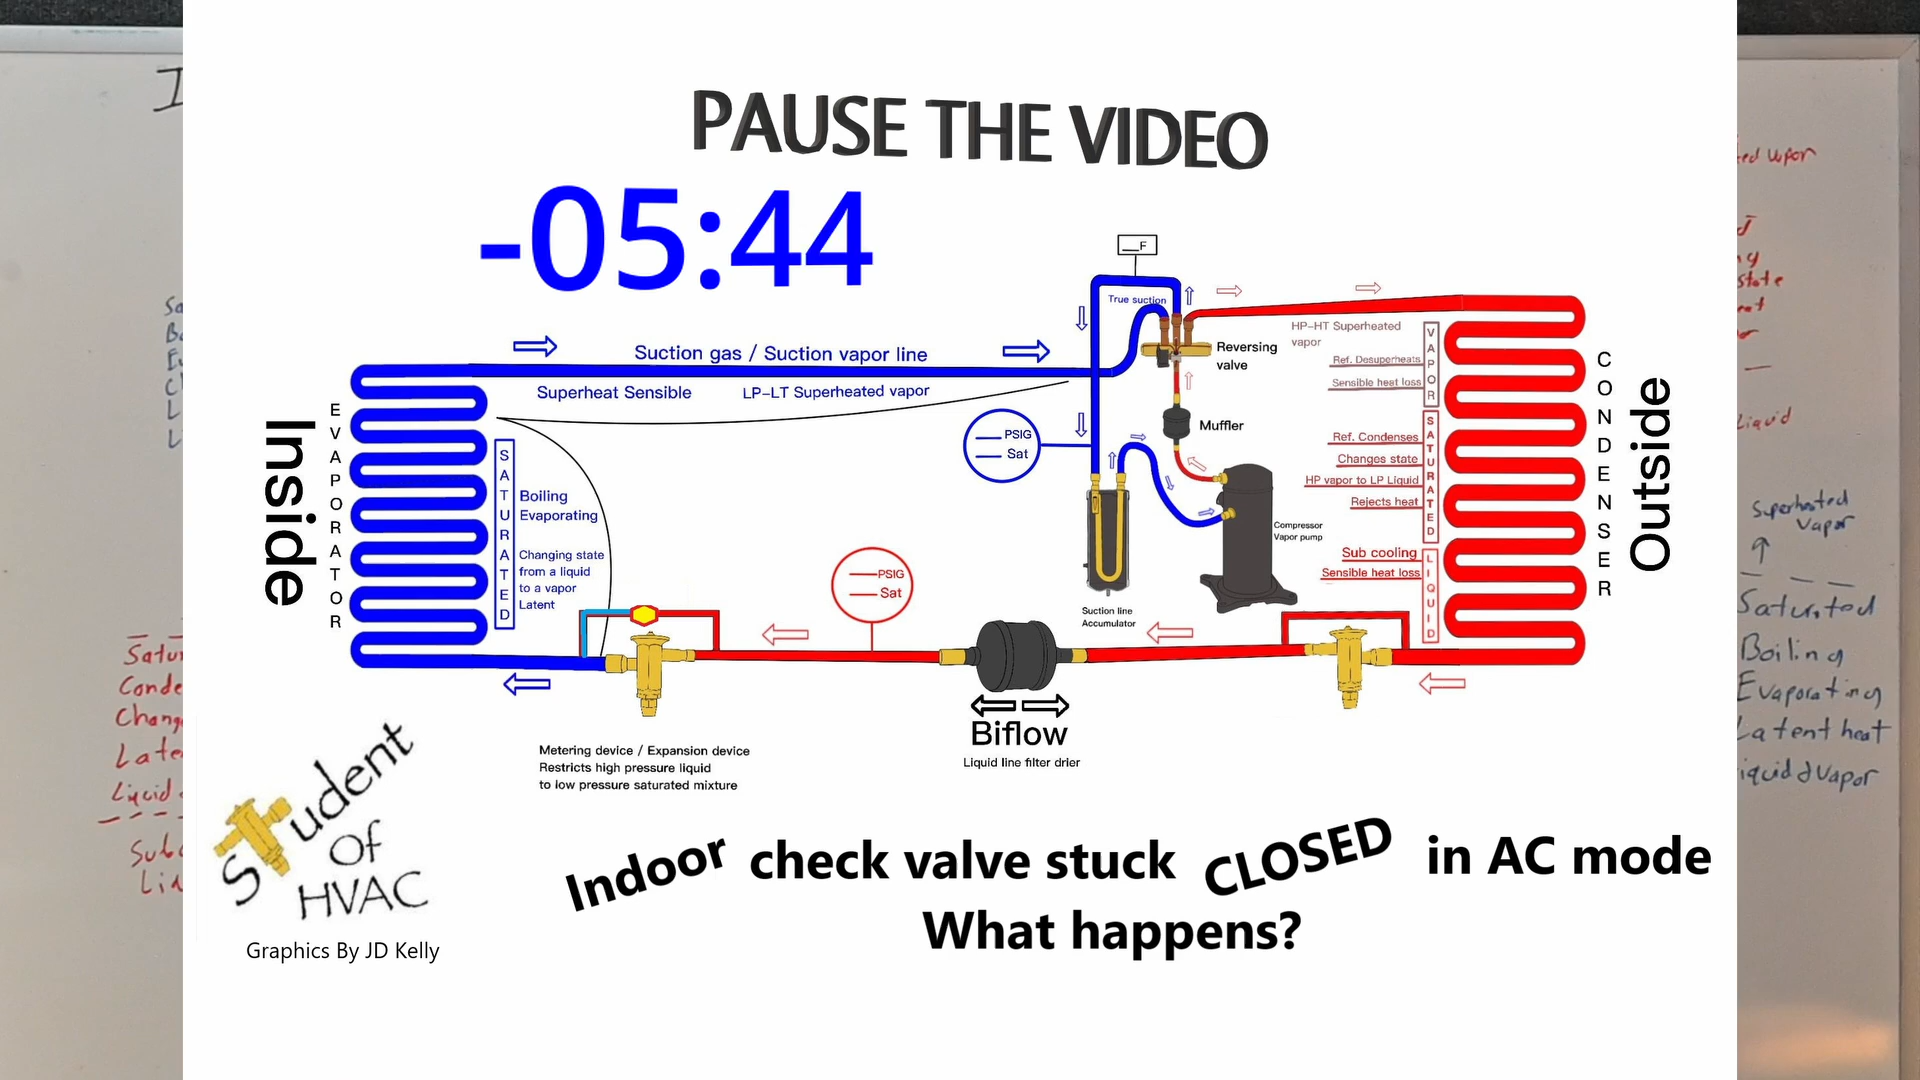 PAUSE THE VIDEO
-05:44
__F
True suction
Suction gas / Suction vapor line
Superheat Sensible
LP-LT Superheated vapor
Reversing
valve
HP-HT Superheated
vapor
Ref. Desuperheats
Sensible heat loss
VAPOR
Muffler
PSIG
Sat
Ref. Condenses
Changes state
HP vapor to LP Liquid
Rejects heat
SATURATED
Sub cooling
Sensible heat loss
LIQUID
CONDENSER
Outside
Inside
EVAPORATOR
SATURATED
Boiling
Evaporating
Changing state
from a liquid
to a vapor
Latent
Compressor
Vapor pump
PSIG
Sat
Suction line
Accumulator
Biflow
Liquid line filter drier
Metering device / Expansion device
Restricts high pressure liquid
to low pressure saturated mixture
Student
Of
HVAC
Graphics By JD Kelly
Indoor check valve stuck CLOSED in AC mode
What happens?
Superheated
Vapor
Saturated
Boiling
Evaporating
Latent heat